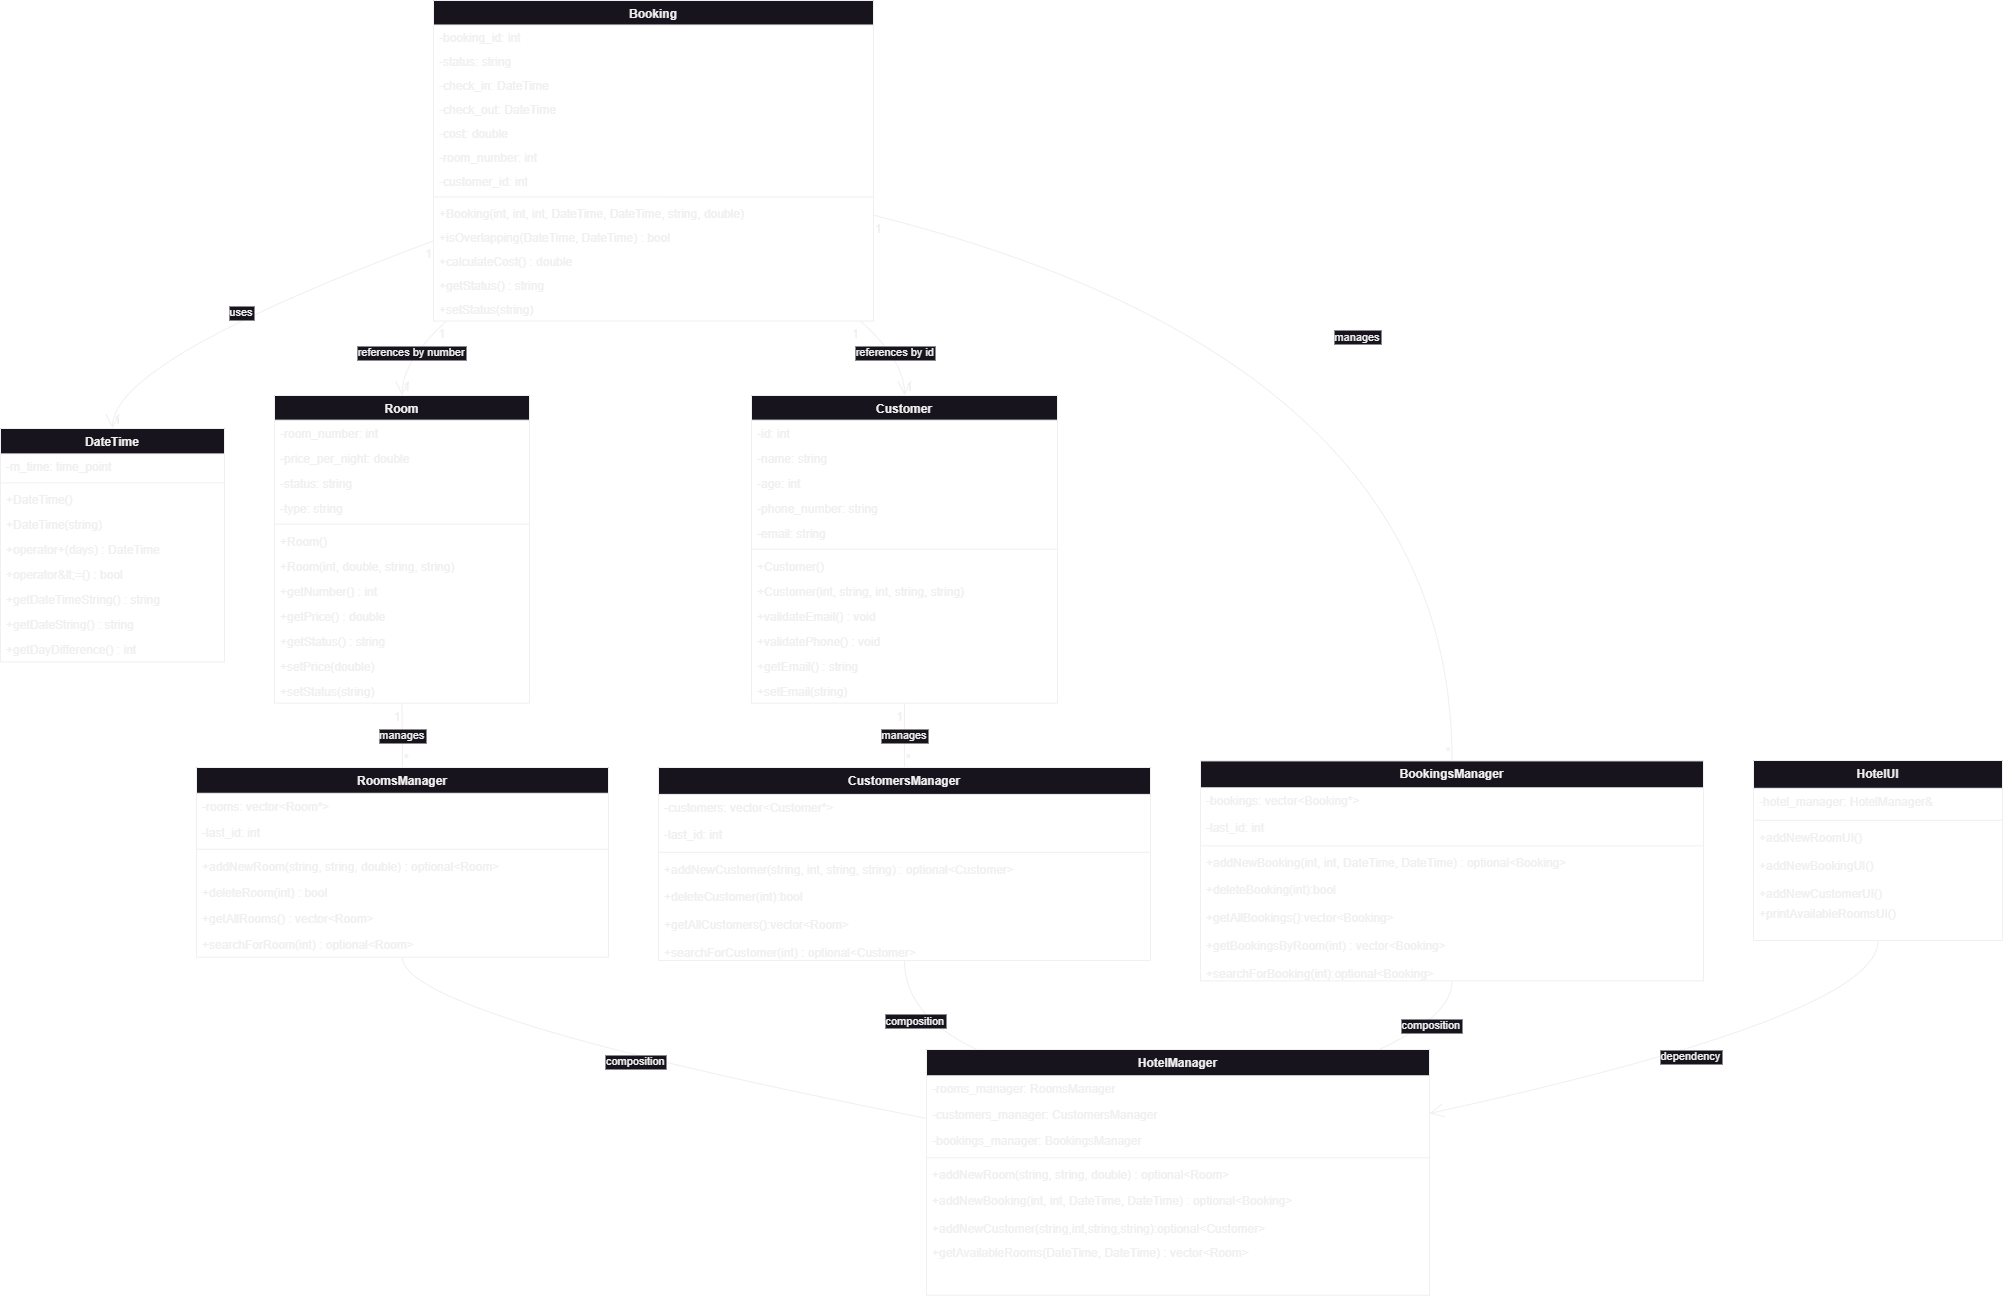 Booking
-booking_id: int
-status: string
-check_in: DateTime
-check_out: DateTime
-cost: double
-room_number: int
-customer_id: int
+Booking(int, int, int, DateTime, DateTime, string, double)
+isOverlapping(DateTime, DateTime) : bool
+calculateCost() : double
+getStatus() : string
+setStatus(string)
1
1
1
1
uses
references by number
references by id
manages
1
1
1
*
DateTime
-m_time: time_point
+DateTime()
+DateTime(string)
+operator+(days) : DateTime
+operator&lt;=() : bool
+getDateTimeString() : string
+getDateString() : string
+getDayDifference() : int
Room
-room_number: int
-price_per_night: double
-status: string
-type: string
+Room()
+Room(int, double, string, string)
+getNumber() : int
+getPrice() : double
+getStatus() : string
+setPrice(double)
+setStatus(string)
Customer
-id: int
-name: string
-age: int
-phone_number: string
-email: string
+Customer()
+Customer(int, string, int, string, string)
+validateEmail() : void
+validatePhone() : void
+getEmail() : string
+setEmail(string)
1
manages
*
1
manages
*
RoomsManager
-rooms: vector<Room*>
-last_id: int
+addNewRoom(string, string, double) : optional<Room>
+deleteRoom(int) : bool
+getAllRooms() : vector<Room>
+searchForRoom(int) : optional<Room>
CustomersManager
-customers: vector<Customer*>
-last_id: int
+addNewCustomer(string, int, string, string) : optional<Customer>
+deleteCustomer(int):bool
+getAllCustomers():vector<Room>
+searchForCustomer(int) : optional<Customer>
BookingsManager
-bookings: vector<Booking*>
-last_id: int
+addNewBooking(int, int, DateTime, DateTime) : optional<Booking>
+deleteBooking(int):bool
+getAllBookings():vector<Booking>
+getBookingsByRoom(int) : vector<Booking>
+searchForBooking(int):optional<Booking>
HotelUI
-hotel_manager: HotelManager&
+addNewRoomUI()
+addNewBookingUI()
+addNewCustomerUI()
+printAvailableRoomsUI()
composition
composition
composition
dependency
HotelManager
-rooms_manager: RoomsManager
-customers_manager: CustomersManager
-bookings_manager: BookingsManager
+addNewRoom(string, string, double) : optional<Room>
+addNewBooking(int, int, DateTime, DateTime) : optional<Booking>
+addNewCustomer(string,int,string,string):optional<Customer>
+getAvailableRooms(DateTime, DateTime) : vector<Room>